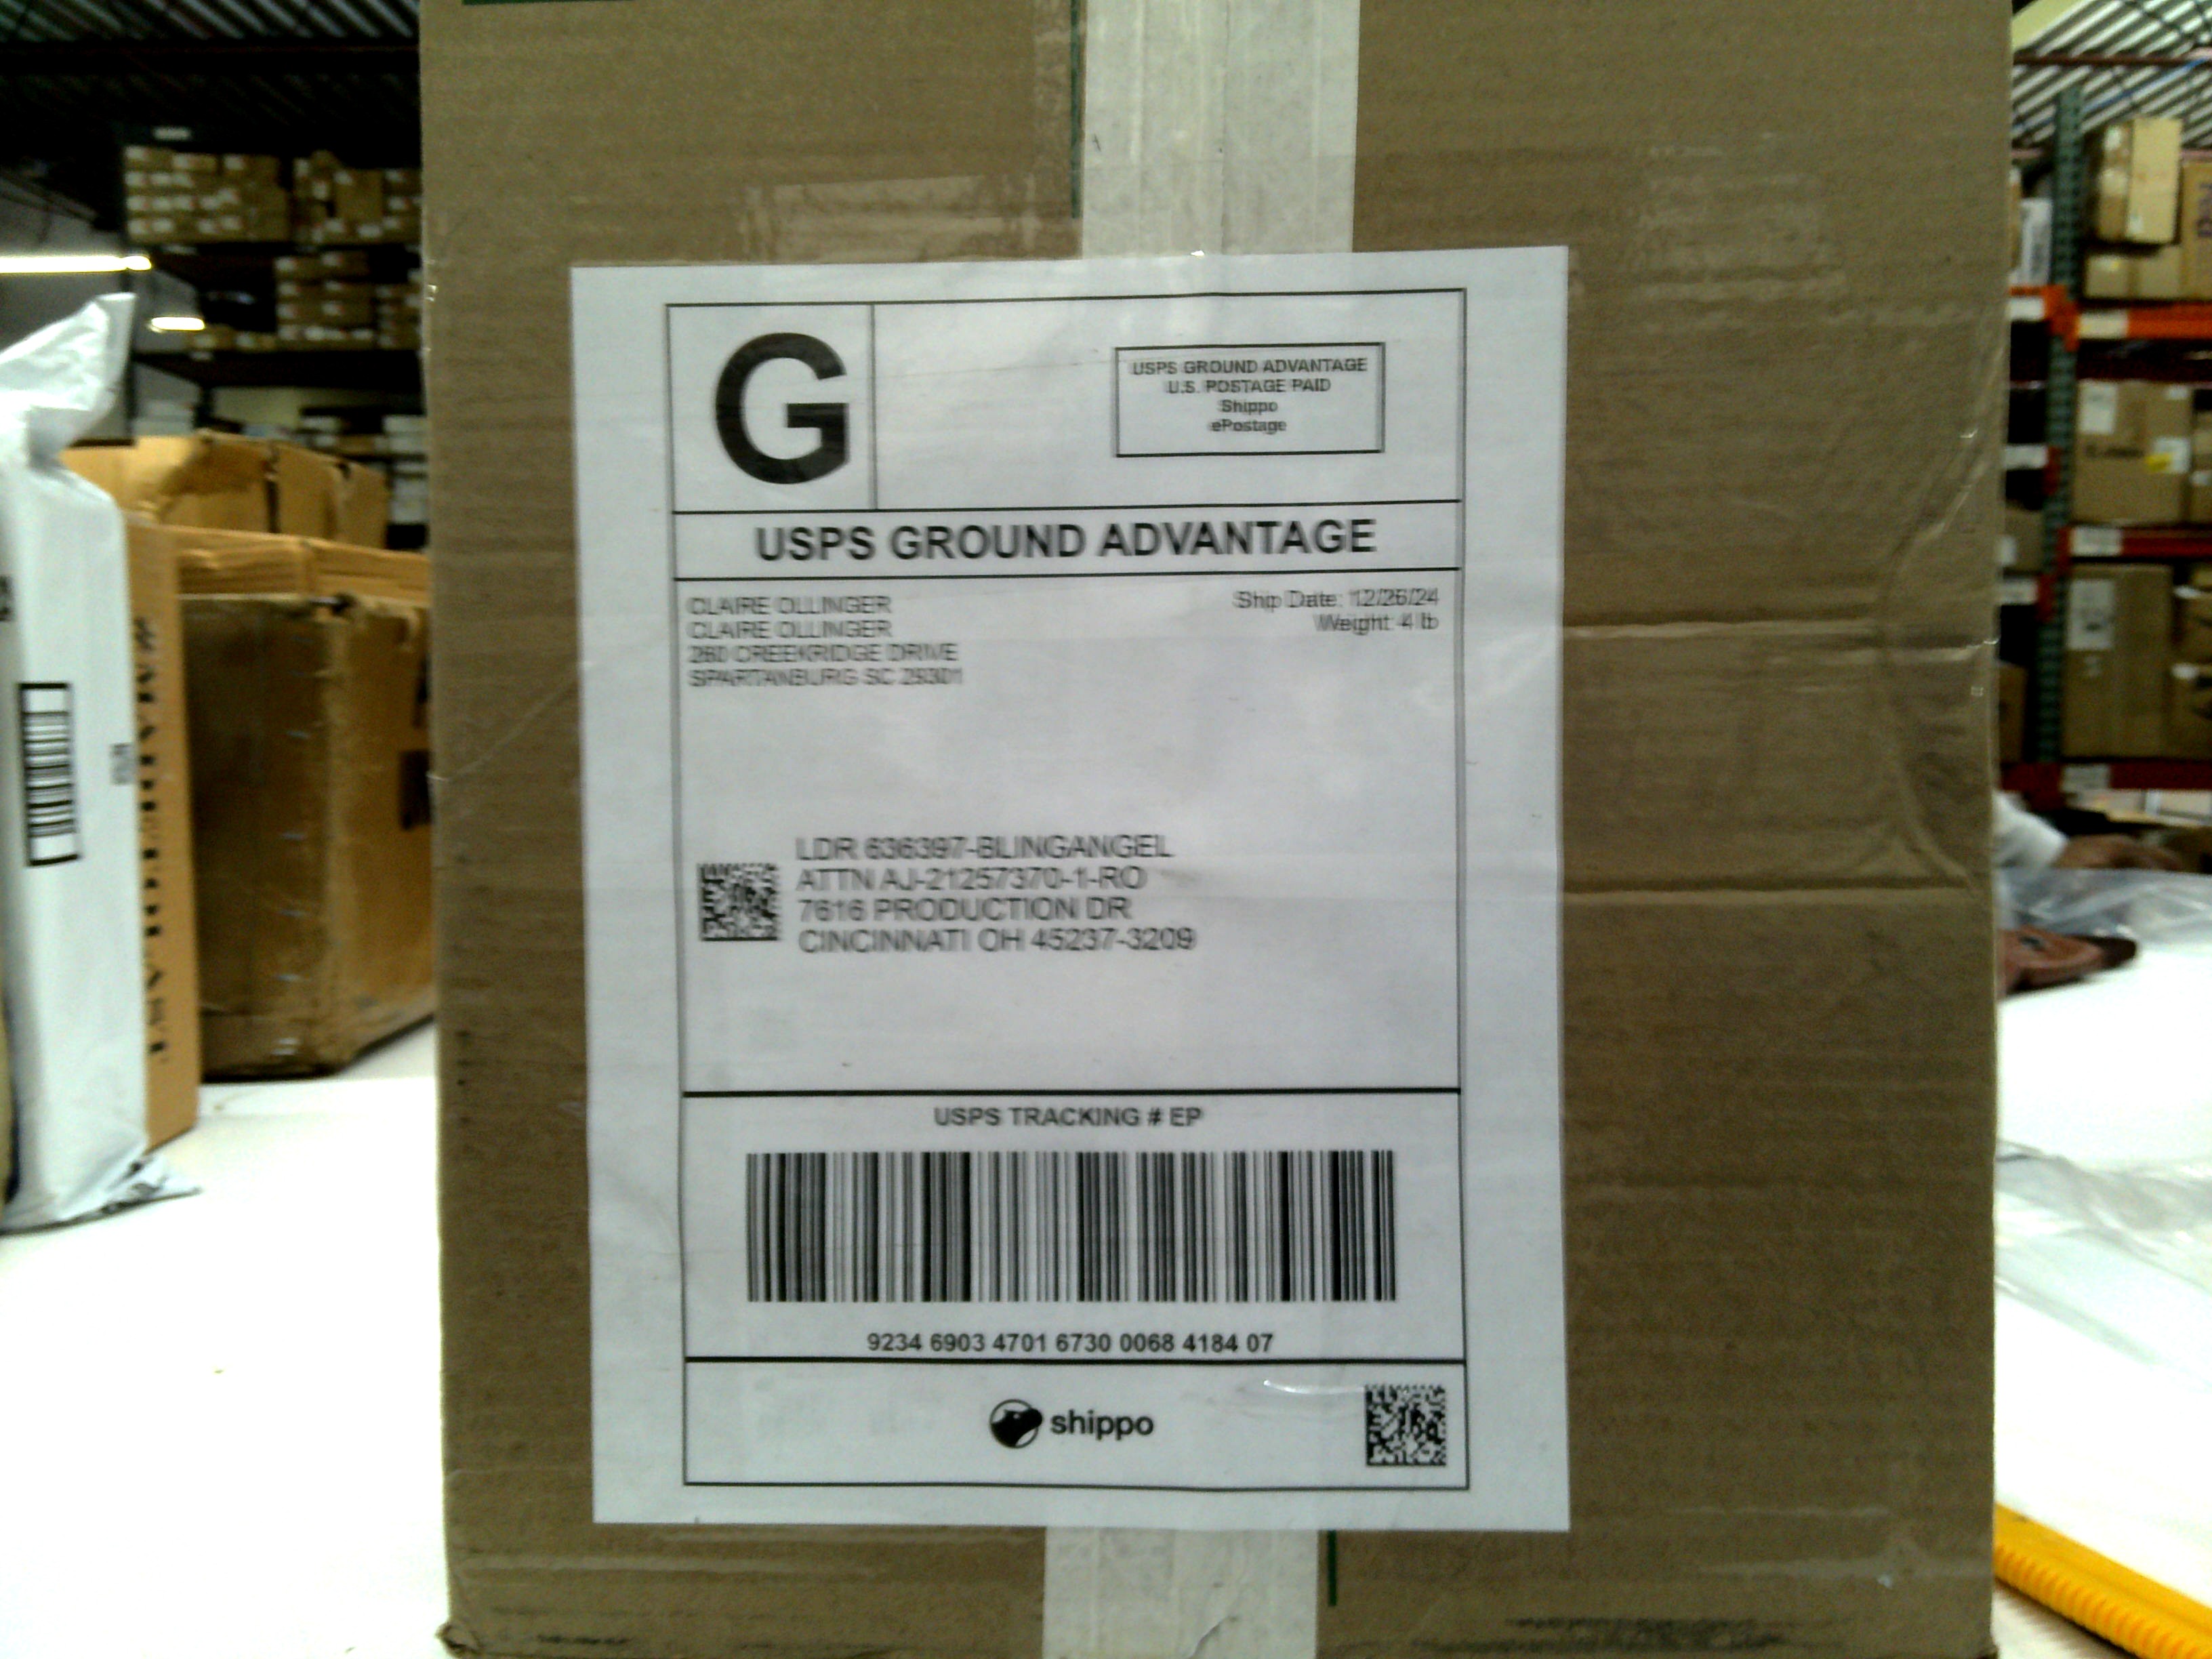 G
USPS GROUND ADVANTAGE
U.S. POSTAGE PAID
Shippo
ePostage
USPS GROUND ADVANTAGE
CLAIRE OLLINGER
CLAIRE OLLINGER
260 CREEKRIDGE DRIVE
SPARTANBURG SC 29301
Ship Date: 12/26/24
Weight: 4 lb
LDR 636397-BLINGANGEL
ATTN AJ-21257370-1-RO
7616 PRODUCTION DR
CINCINNATI OH 45237-3209
USPS TRACKING # EP
9234 6903 4701 6730 0068 4184 07
shippo